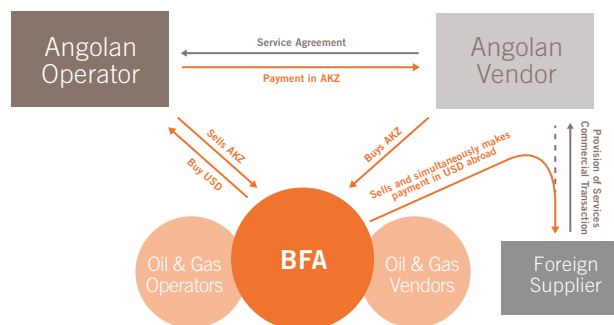 Angolan
Operator
Service Agreement
Payment in AKZ
Angolan
Vendor
Sells AKZ
Buy USD
Buys AKZ
Sells and simultaneously makes
payment in USD abroad
Provision of Services
Commercial Transaction
Oil & Gas
Operators
BFA
Oil & Gas
Vendors
Foreign
Supplier